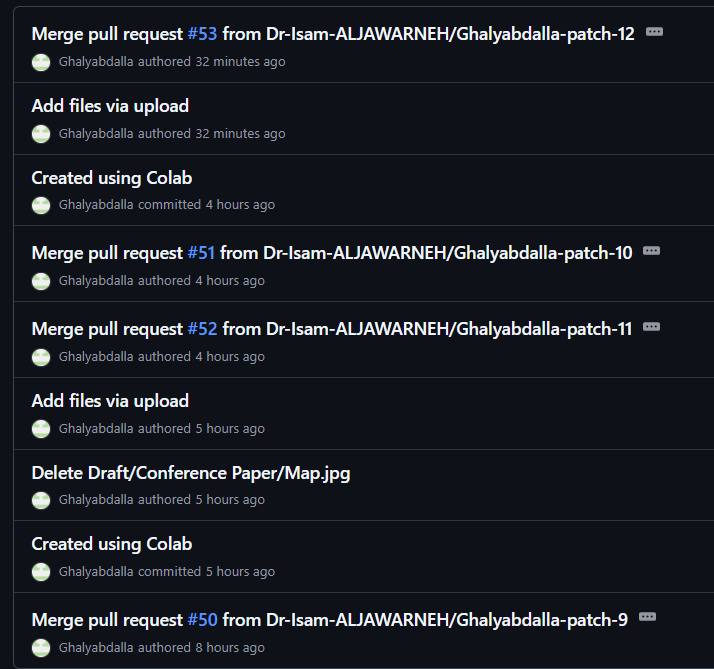 Merge pull request #53 from Dr-Isam-ALJAWARNEH/Ghalyabdalla-patch-12
Ghalyabdalla authored 32 minutes ago
Add files via upload
Ghalyabdalla authored 32 minutes ago
Created using Colab
Ghalyabdalla committed 4 hours ago
Merge pull request #51 from Dr-Isam-ALJAWARNEH/Ghalyabdalla-patch-10
Ghalyabdalla authored 4 hours ago
Merge pull request #52 from Dr-Isam-ALJAWARNEH/Ghalyabdalla-patch-11
Ghalyabdalla authored 4 hours ago
Add files via upload
Ghalyabdalla authored 5 hours ago
Delete Draft/Conference Paper/Map.jpg
Ghalyabdalla authored 5 hours ago
Created using Colab
Ghalyabdalla committed 5 hours ago
Merge pull request #50 from Dr-Isam-ALJAWARNEH/Ghalyabdalla-patch-9
Ghalyabdalla authored 8 hours ago